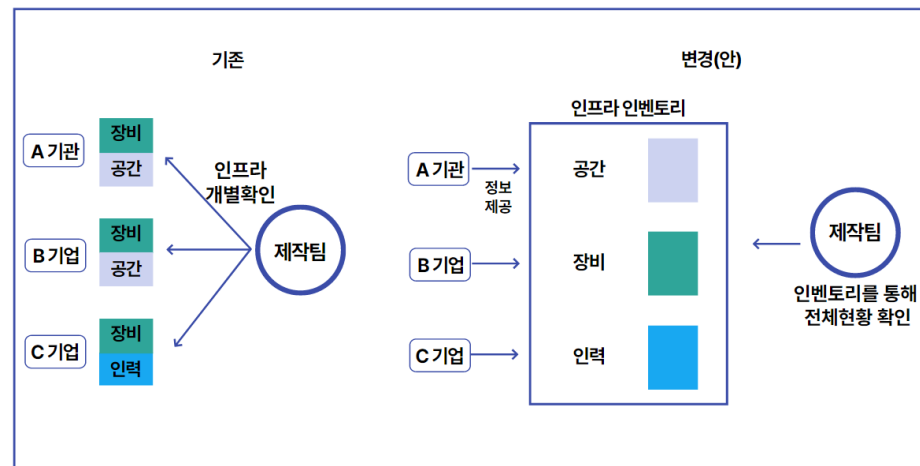 기존
변경(안)
A 기관
장비
공간
인프라
개별확인
B 기업
장비
공간
제작팀
C 기업
장비
인력
인프라 인벤토리
A 기관
정보
제공
공간
B 기업
장비
C 기업
인력
제작팀
인벤토리를 통해
전체현황 확인